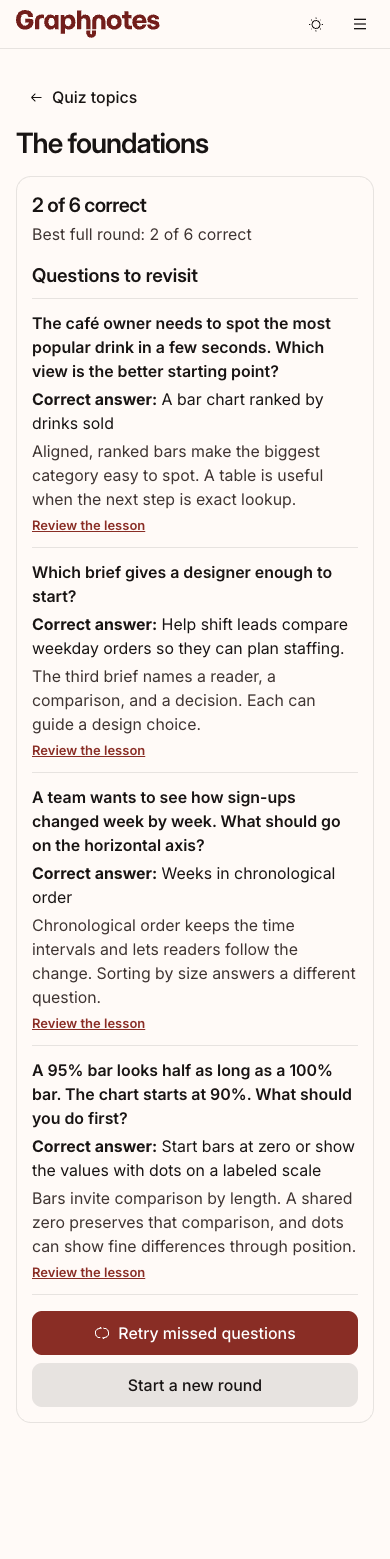 Graphnotes
Quiz topics
The foundations
2 of 6 correct
Best full round: 2 of 6 correct
Questions to revisit
The café owner needs to spot the most
popular drink in a few seconds. Which
view is the better starting point?
Correct answer: A bar chart ranked by
drinks sold
Aligned, ranked bars make the biggest
category easy to spot. A table is useful
when the next step is exact lookup.
Review the lesson
Which brief gives a designer enough to
start?
Correct answer: Help shift leads compare
weekday orders so they can plan staffing.
The third brief names a reader, a
comparison, and a decision. Each can
guide a design choice.
Review the lesson
A team wants to see how sign-ups
changed week by week. What should go
on the horizontal axis?
Correct answer: Weeks in chronological
order
Chronological order keeps the time
intervals and lets readers follow the
change. Sorting by size answers a different
question.
Review the lesson
A 95% bar looks half as long as a 100%
bar. The chart starts at 90%. What should
you do first?
Correct answer: Start bars at zero or show
the values with dots on a labeled scale
Bars invite comparison by length. A shared
zero preserves that comparison, and dots
can show fine differences through position.
Review the lesson
Retry missed questions
Start a new round